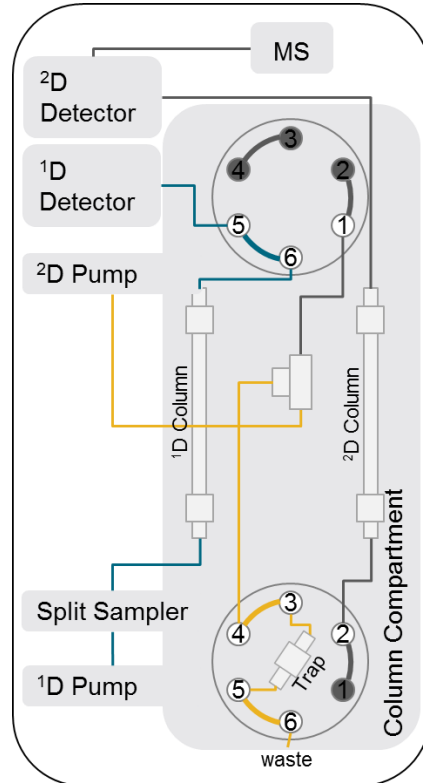 MS
²D
Detector
¹D
Detector
²D Pump
3
4
2
5
1
6
¹D Column
²D Column
Column Compartment
Split Sampler
¹D Pump
3
4
2
Trap
5
1
6
waste